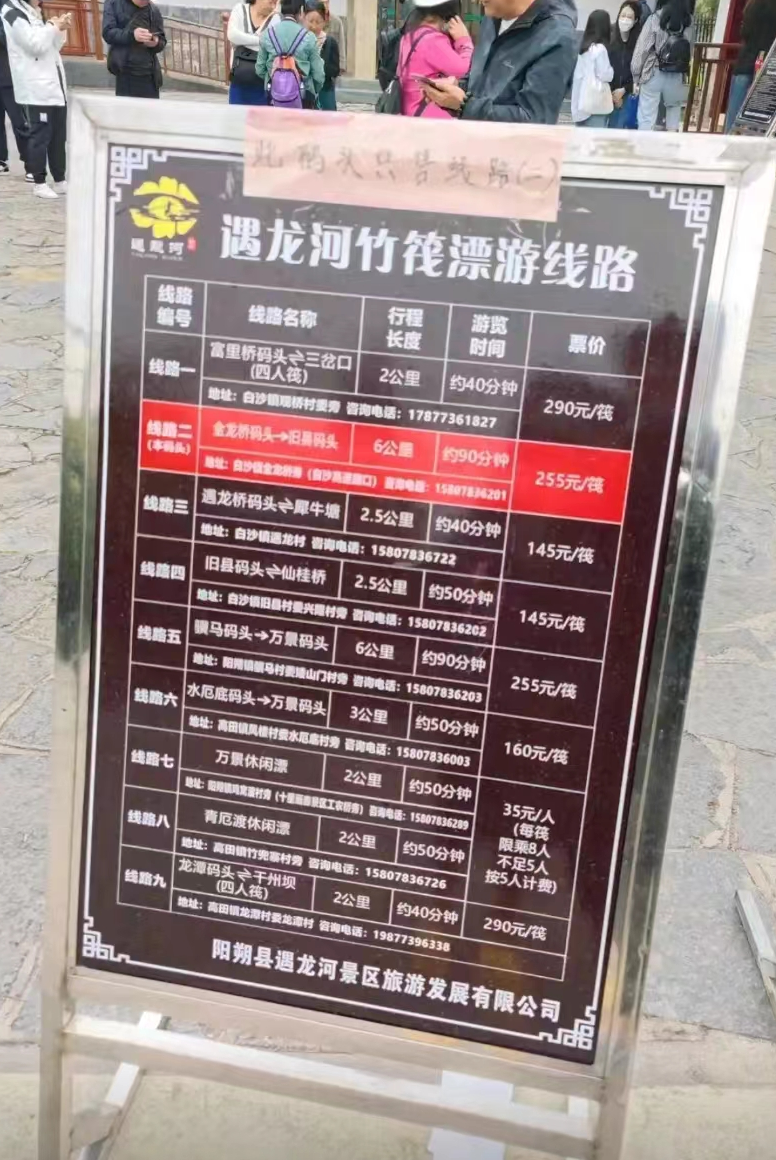 此码头只售线路(二)
遇龙河
遇龙河竹筏漂游线路
线路编号 线路名称 行程长度 游览时间 票价
线路一 富里桥码头⇌三岔口(四人筏) 2公里 约40分钟 290元/筏
地址：白沙镇观桥村委旁 咨询电话：17877361827
线路二(本码头) 金龙桥码头→旧县码头 6公里 约90分钟 255元/筏
地址：白沙镇金龙桥旁（白沙高速路口） 咨询电话：15807836201
线路三 遇龙桥码头⇌犀牛塘 2.5公里 约40分钟 145元/筏
地址：白沙镇遇龙村 咨询电话：15807836722
线路四 旧县码头⇌仙桂桥 2.5公里 约50分钟 145元/筏
地址：白沙镇旧县村委兴隆村旁 咨询电话：15807836202
线路五 骥马码头→万景码头 6公里 约90分钟 255元/筏
地址：阳朔镇骥马村委矮山门村旁 咨询电话：15807836203
线路六 水厄底码头→万景码头 3公里 约50分钟 160元/筏
地址：高田镇凤楼村委水厄底村旁 咨询电话：15807836003
线路七 万景休闲漂 2公里 约50分钟 35元/人(每筏限乘8人不足5人按5人计费)
地址：阳朔镇鸡窝渡村旁（十里画廊景区工农桥旁） 咨询电话：15807836289
线路八 青厄渡休闲漂 2公里 约50分钟
地址：高田镇竹兜寨村旁 咨询电话：15807836726
线路九 龙潭码头⇌干州坝(四人筏) 2公里 约40分钟 290元/筏
地址：高田镇龙潭村委龙潭村 咨询电话：19877396338
阳朔县遇龙河景区旅游发展有限公司